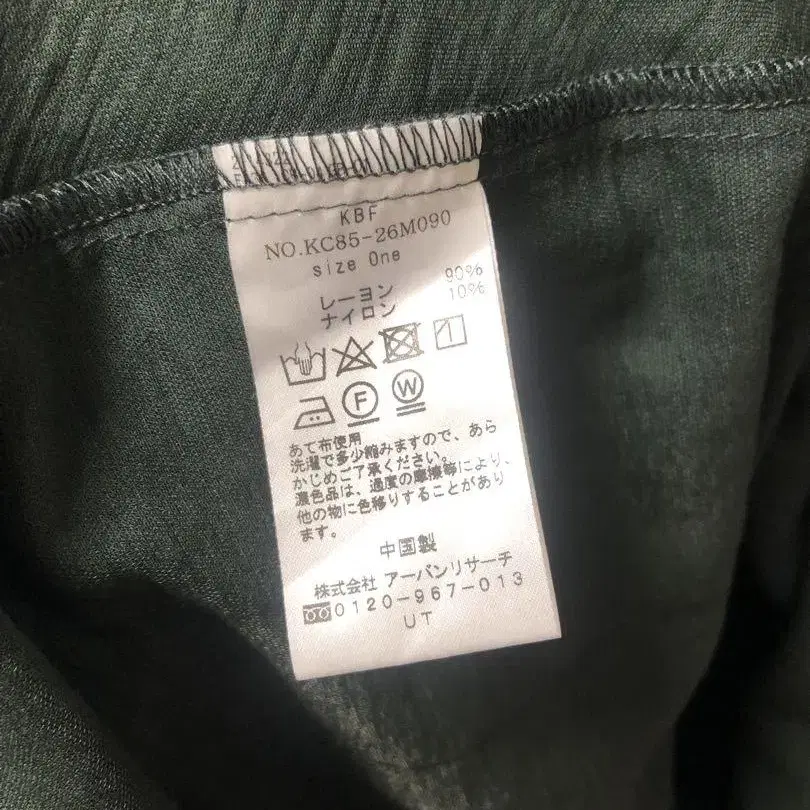 KBF
NO.KC85-26M090
size One
レーヨン 90%
ナイロン 10%
F W
あて布使用
洗濯で多少縮みますので、あら
かじめご了承ください。
濃色品は、過度の摩擦等により、
他の物に色移りすることがあり
ます。
中国製
株式会社 アーバンリサーチ
0120-967-013
UT